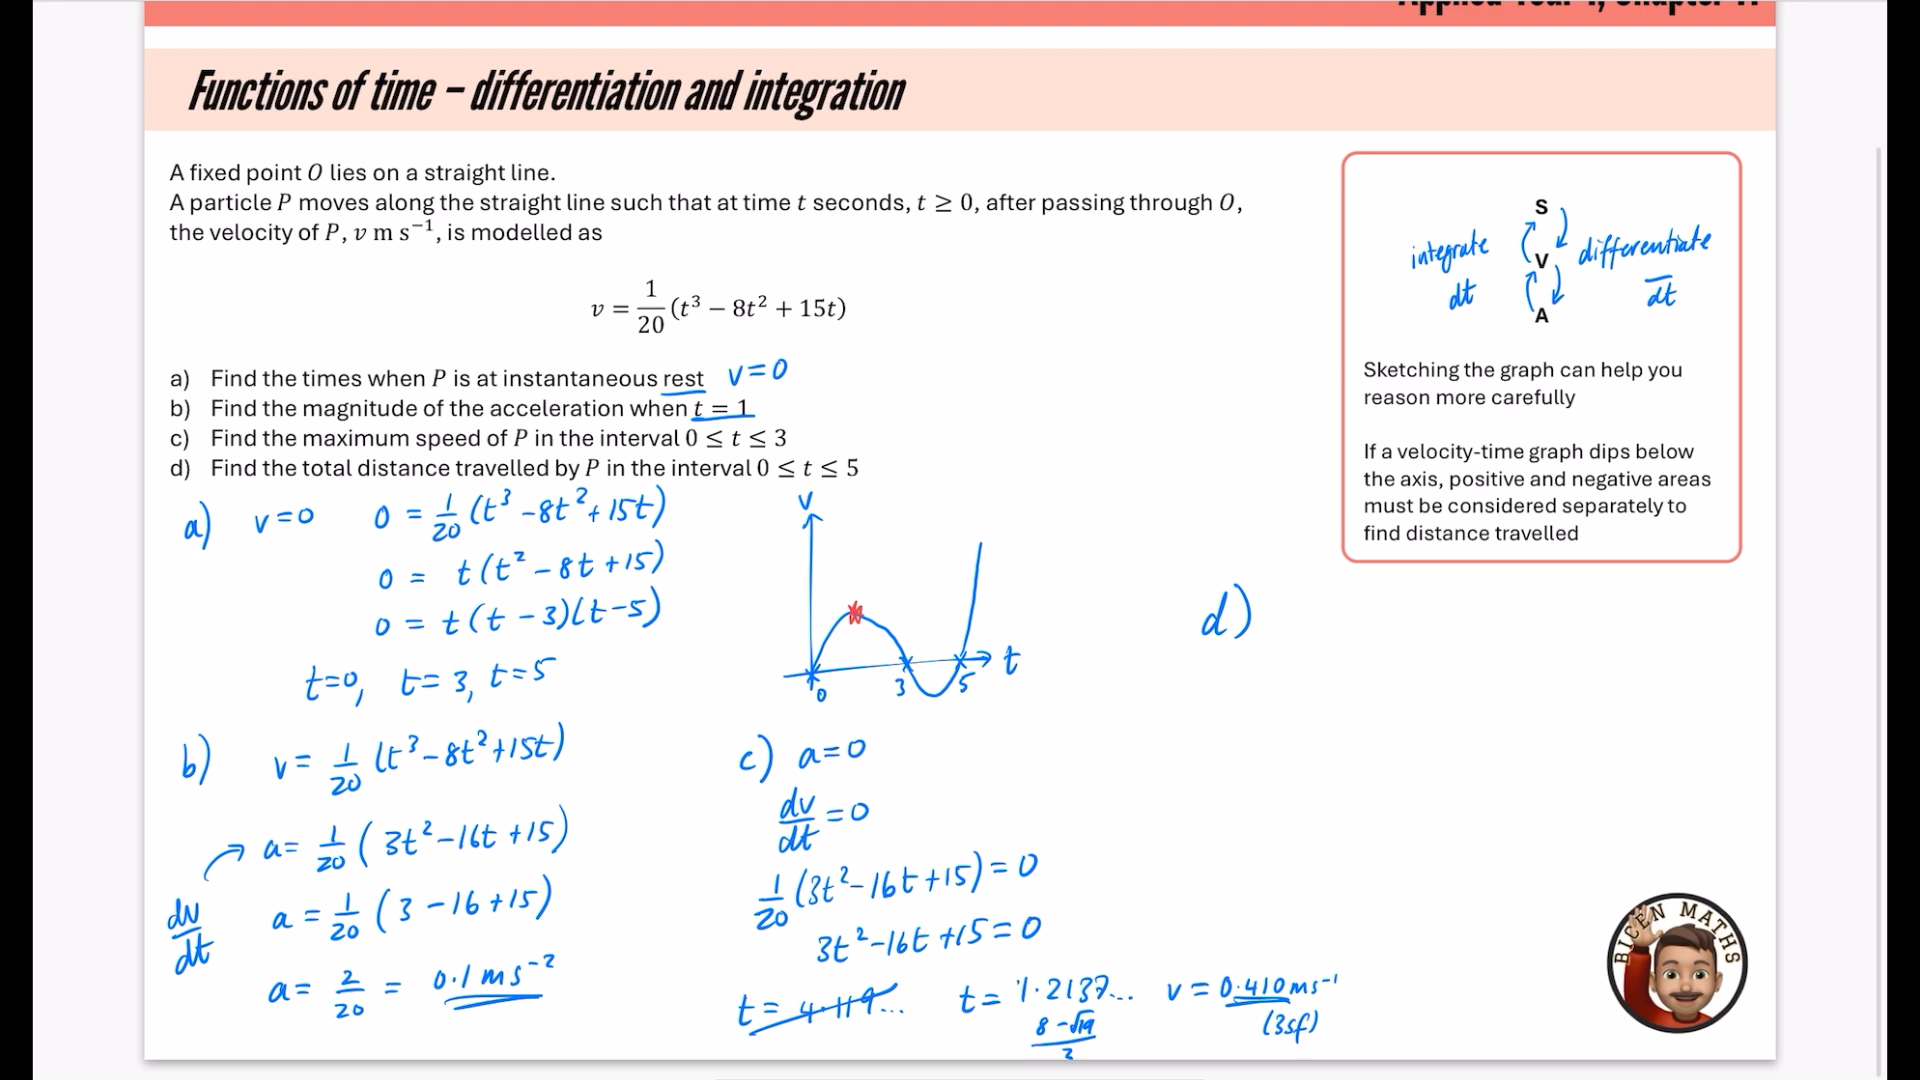 Applied Year 1, Chapter 11
Functions of time – differentiation and integration
A fixed point O lies on a straight line.
A particle P moves along the straight line such that at time t seconds, t ≥ 0, after passing through O,
the velocity of P, v m s⁻¹, is modelled as
v = 1/20 (t³ − 8t² + 15t)
a) Find the times when P is at instantaneous rest v=0
b) Find the magnitude of the acceleration when t = 1
c) Find the maximum speed of P in the interval 0 ≤ t ≤ 3
d) Find the total distance travelled by P in the interval 0 ≤ t ≤ 5
a) v=0 0 = 1/20 (t³ −8t²+15t)
0 = t(t² −8t+15)
0 = t(t−3)(t−5)
t=0, t=3, t=5
b) v= 1/20 (t³−8t²+15t)
a= 1/20 (3t²−16t+15)
dv/dt
a = 1/20 (3−16+15)
a= 2/20 = 0.1 ms⁻²
v
t
0 3 5
c) a=0
dv/dt =0
1/20 (3t²−16t+15)=0
3t²−16t+15=0
t= 4.119... t= 1.2137... v = 0.410ms⁻¹
8−√19/3 (3sf)
d)
S
integrate differentiate
V
dt dt
A
Sketching the graph can help you
reason more carefully
If a velocity-time graph dips below
the axis, positive and negative areas
must be considered separately to
find distance travelled
BICEN MATHS